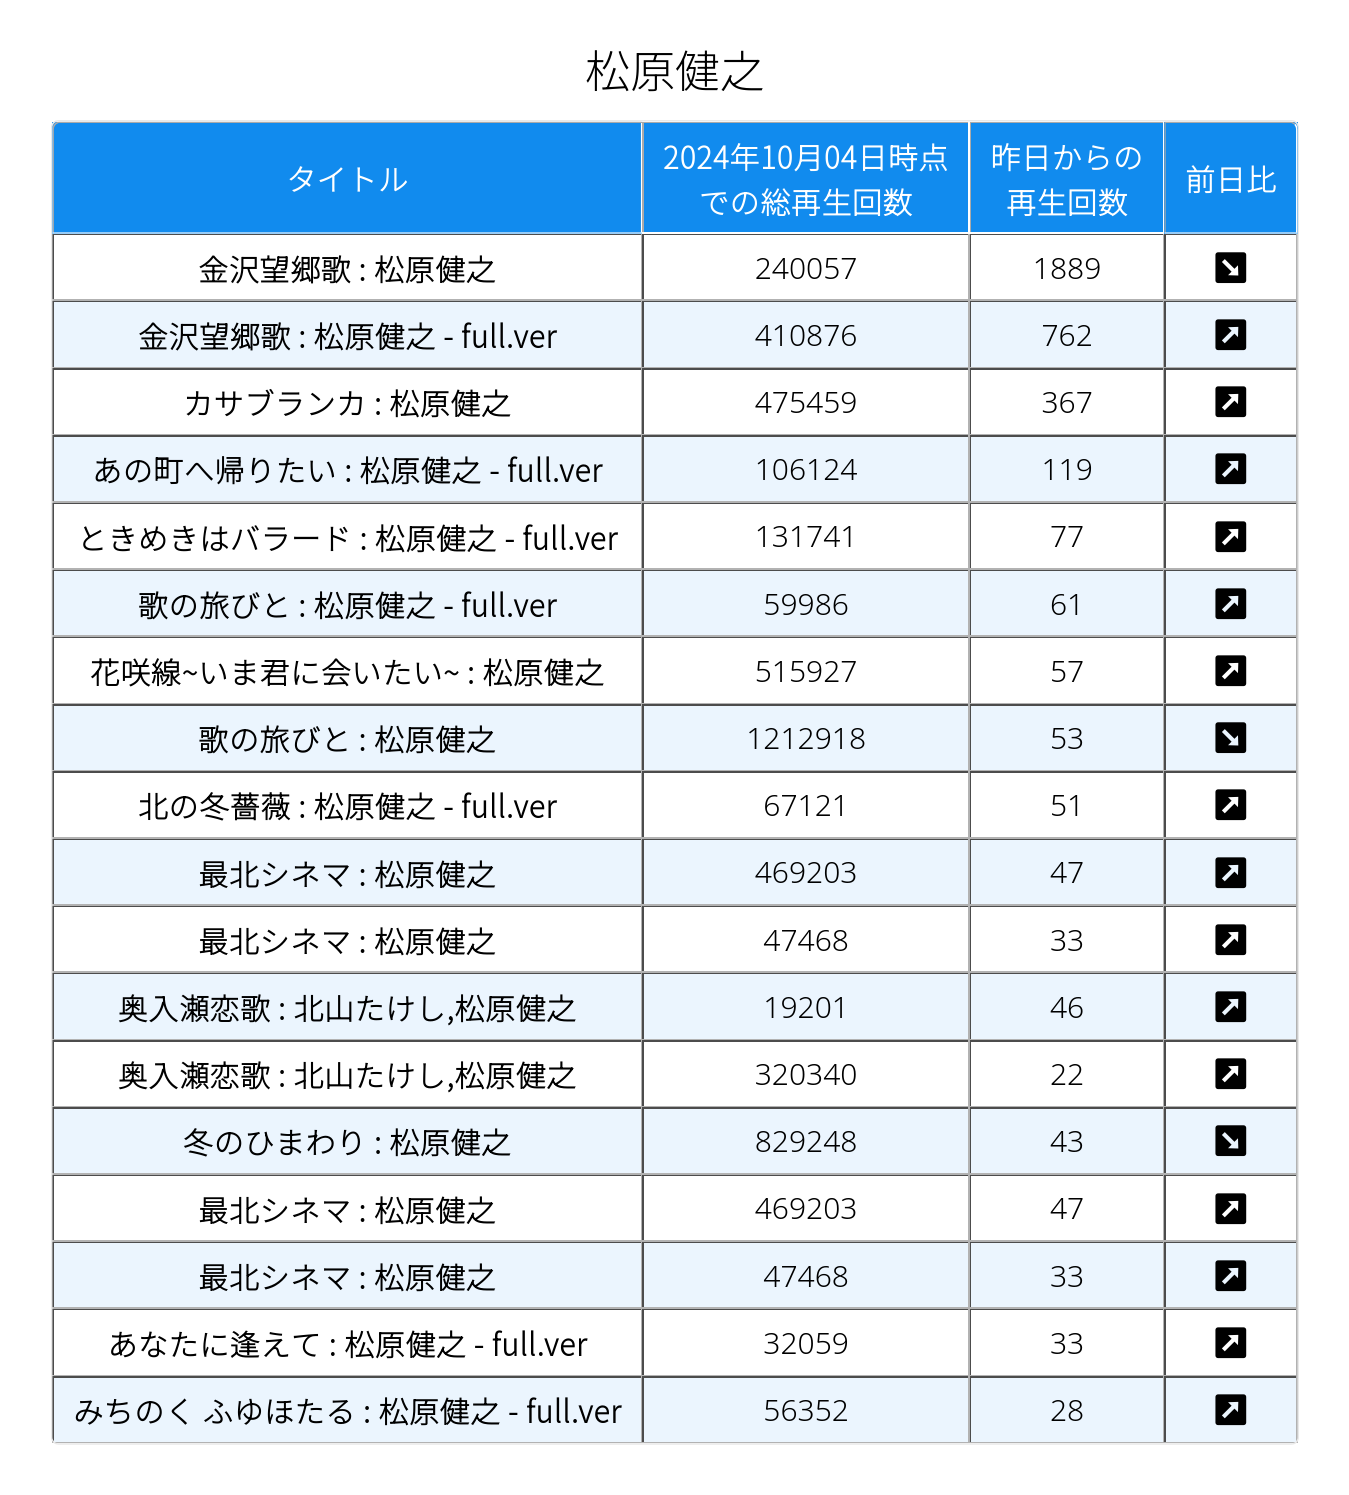 松原健之
タイトル 2024年10月04日時点での総再生回数 昨日からの再生回数 前日比
金沢望郷歌 : 松原健之 240057 1889
金沢望郷歌 : 松原健之 - full.ver 410876 762
カサブランカ : 松原健之 475459 367
あの町へ帰りたい : 松原健之 - full.ver 106124 119
ときめきはバラード : 松原健之 - full.ver 131741 77
歌の旅びと : 松原健之 - full.ver 59986 61
花咲線~いま君に会いたい~ : 松原健之 515927 57
歌の旅びと : 松原健之 1212918 53
北の冬薔薇 : 松原健之 - full.ver 67121 51
最北シネマ : 松原健之 469203 47
最北シネマ : 松原健之 47468 33
奥入瀬恋歌 : 北山たけし,松原健之 19201 46
奥入瀬恋歌 : 北山たけし,松原健之 320340 22
冬のひまわり : 松原健之 829248 43
最北シネマ : 松原健之 469203 47
最北シネマ : 松原健之 47468 33
あなたに逢えて : 松原健之 - full.ver 32059 33
みちのく ふゆほたる : 松原健之 - full.ver 56352 28